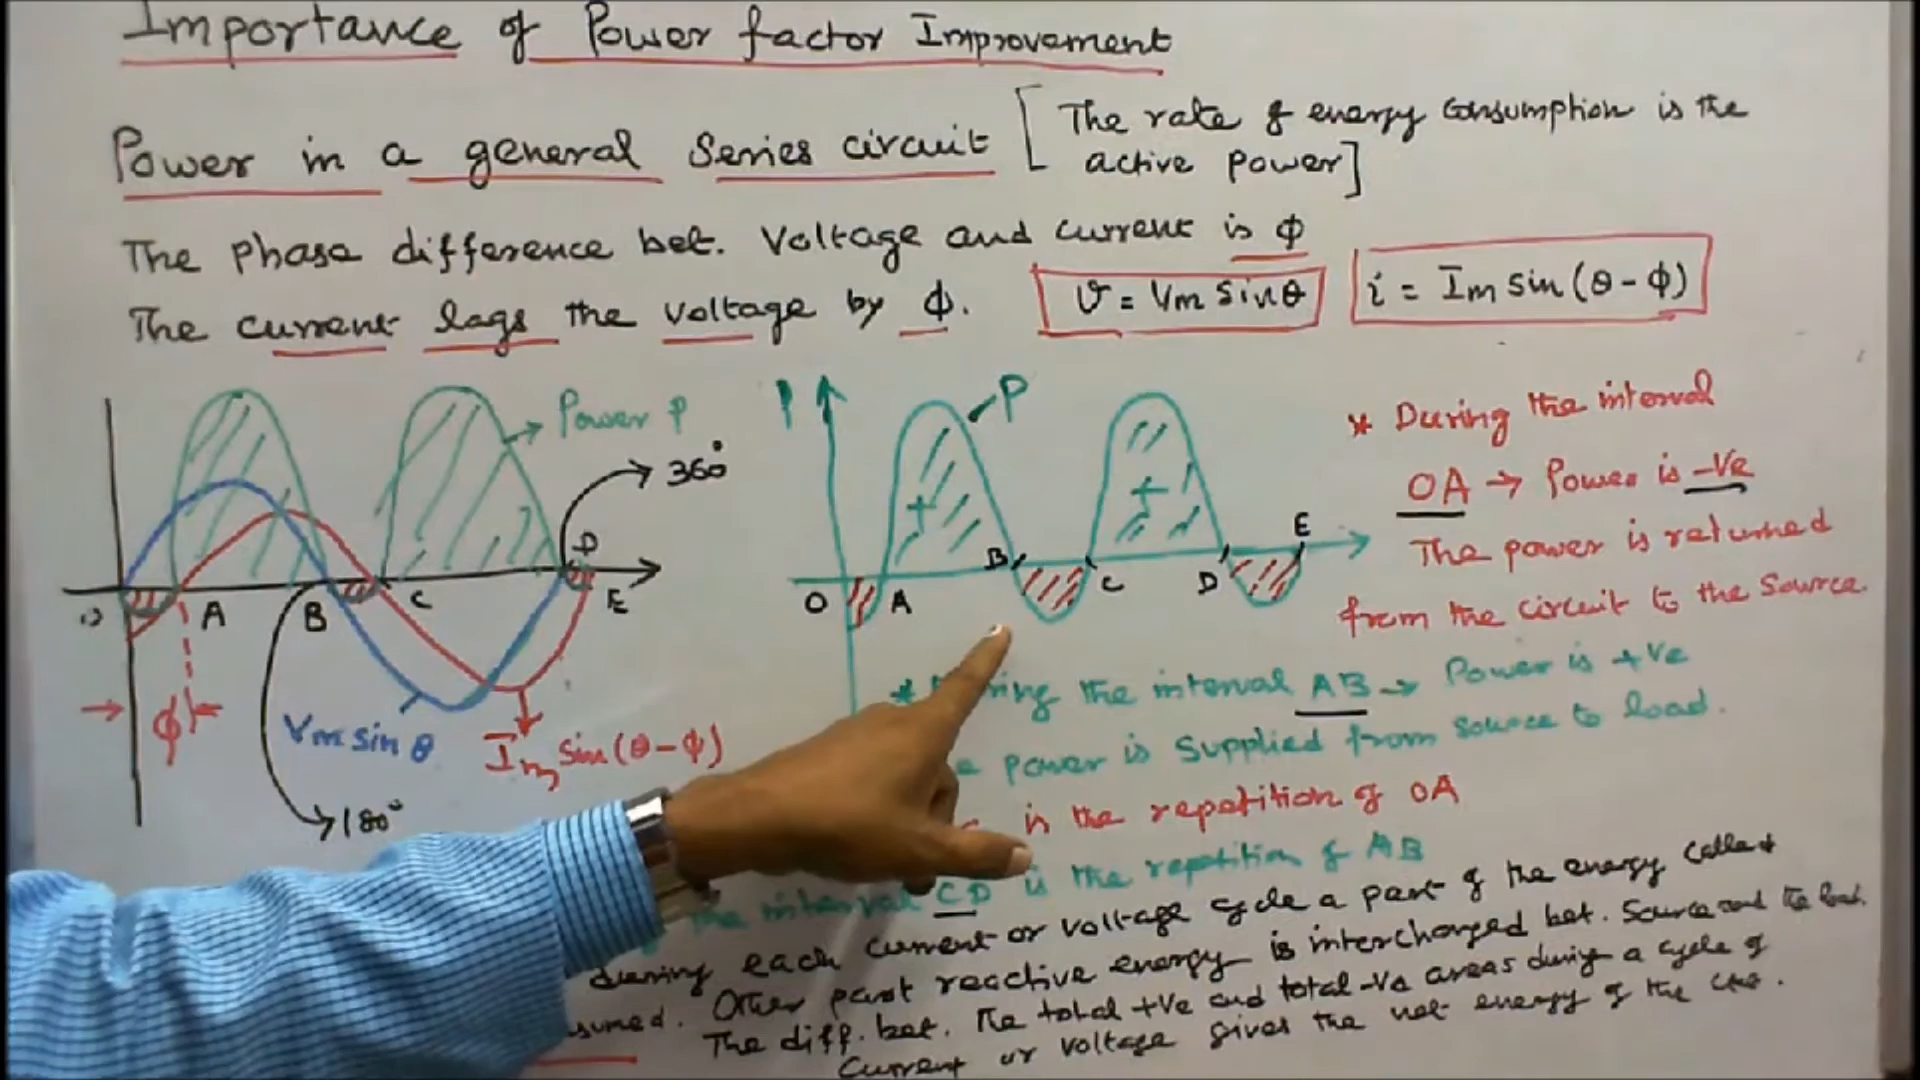 Importance of Power factor Improvement
Power in a general series circuit [The rate of energy consumption is the
active power]
The phase difference bet. Voltage and current is φ
The current lags the voltage by φ.
v = Vm sinθ
i = Im sin (θ - φ)
Power P
360°
D
A
B
C
E
φ
Vm sin θ
Im sin (θ - φ)
180°
P
+
+
O
A
B
C
D
E
* During the interval
OA → Power is -Ve
The power is returned
from the circuit to the source.
* the interval AB → Power is +Ve
power is supplied from source to load.
is the repetition of OA
the interval CD is the repetition of AB
during each current or voltage cycle a part of the energy called
Other part reactive energy is interchanged bet. Source and the load.
The diff. bet. the total +Ve and total -Ve areas during a cycle of
current or voltage gives the net energy of the